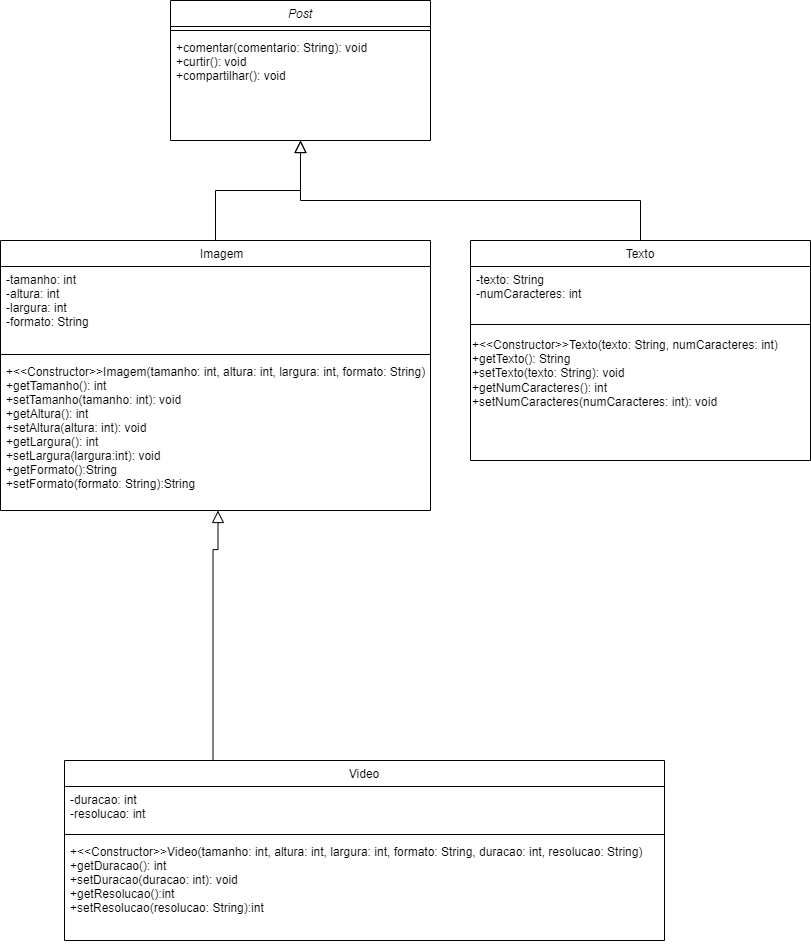 Post
+comentar(comentario: String): void
+curtir(): void
+compartilhar(): void
Imagem
-tamanho: int
-altura: int
-largura: int
-formato: String
+<<Constructor>>Imagem(tamanho: int, altura: int, largura: int, formato: String)
+getTamanho(): int
+setTamanho(tamanho: int): void
+getAltura(): int
+setAltura(altura: int): void
+getLargura(): int
+setLargura(largura:int): void
+getFormato():String
+setFormato(formato: String):String
Texto
-texto: String
-numCaracteres: int
+<<Constructor>>Texto(texto: String, numCaracteres: int)
+getTexto(): String
+setTexto(texto: String): void
+getNumCaracteres(): int
+setNumCaracteres(numCaracteres: int): void
Video
-duracao: int
-resolucao: int
+<<Constructor>>Video(tamanho: int, altura: int, largura: int, formato: String, duracao: int, resolucao: String)
+getDuracao(): int
+setDuracao(duracao: int): void
+getResolucao():int
+setResolucao(resolucao: String):int